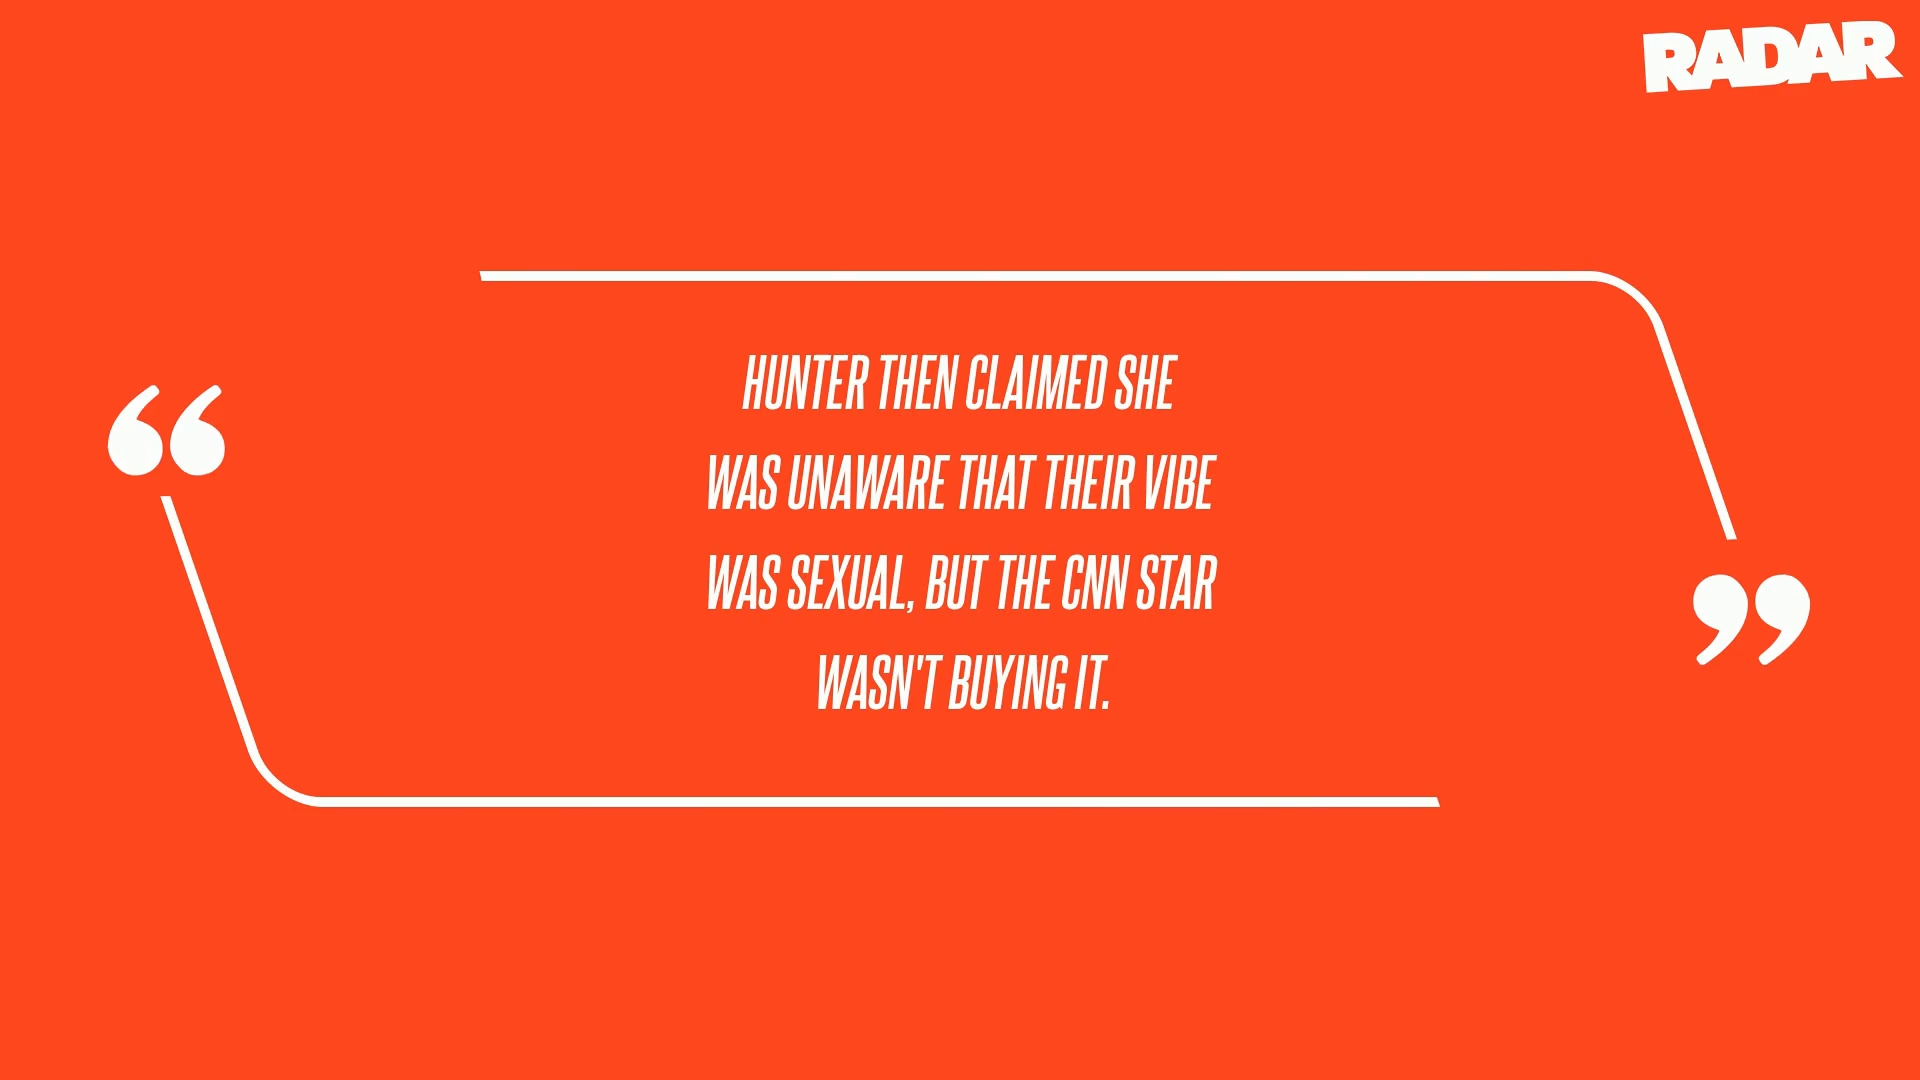 RADAR
HUNTER THEN CLAIMED SHE
WAS UNAWARE THAT THEIR VIBE
WAS SEXUAL, BUT THE CNN STAR
WASN'T BUYING IT.